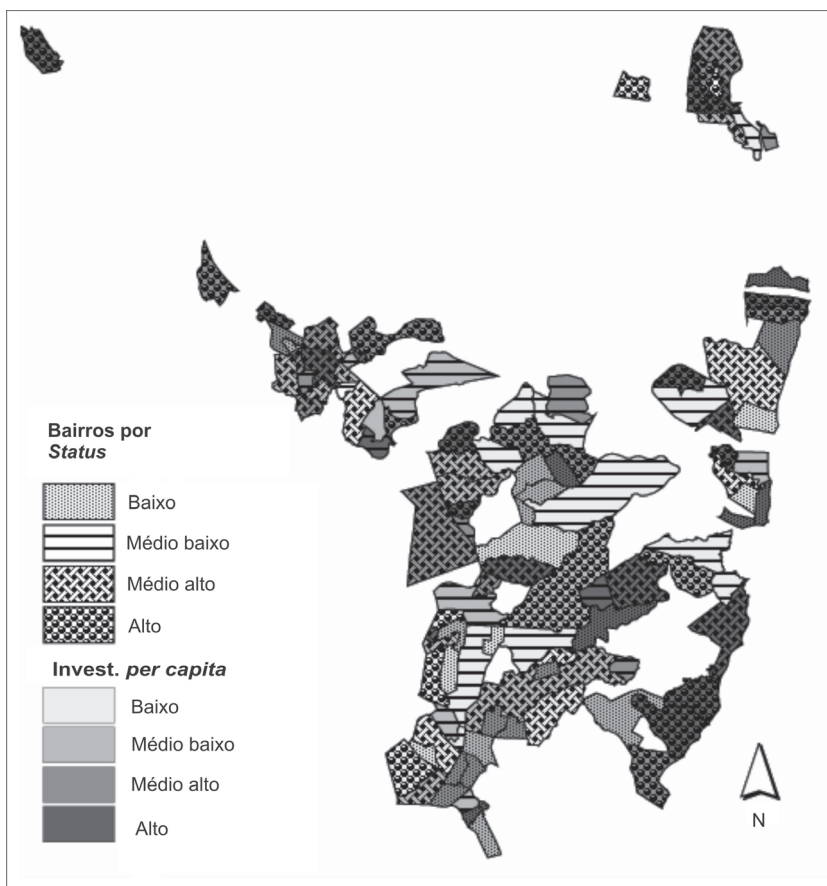 Bairros por
Status
Baixo
Médio baixo
Médio alto
Alto
Invest. per capita
Baixo
Médio baixo
Médio alto
Alto
N